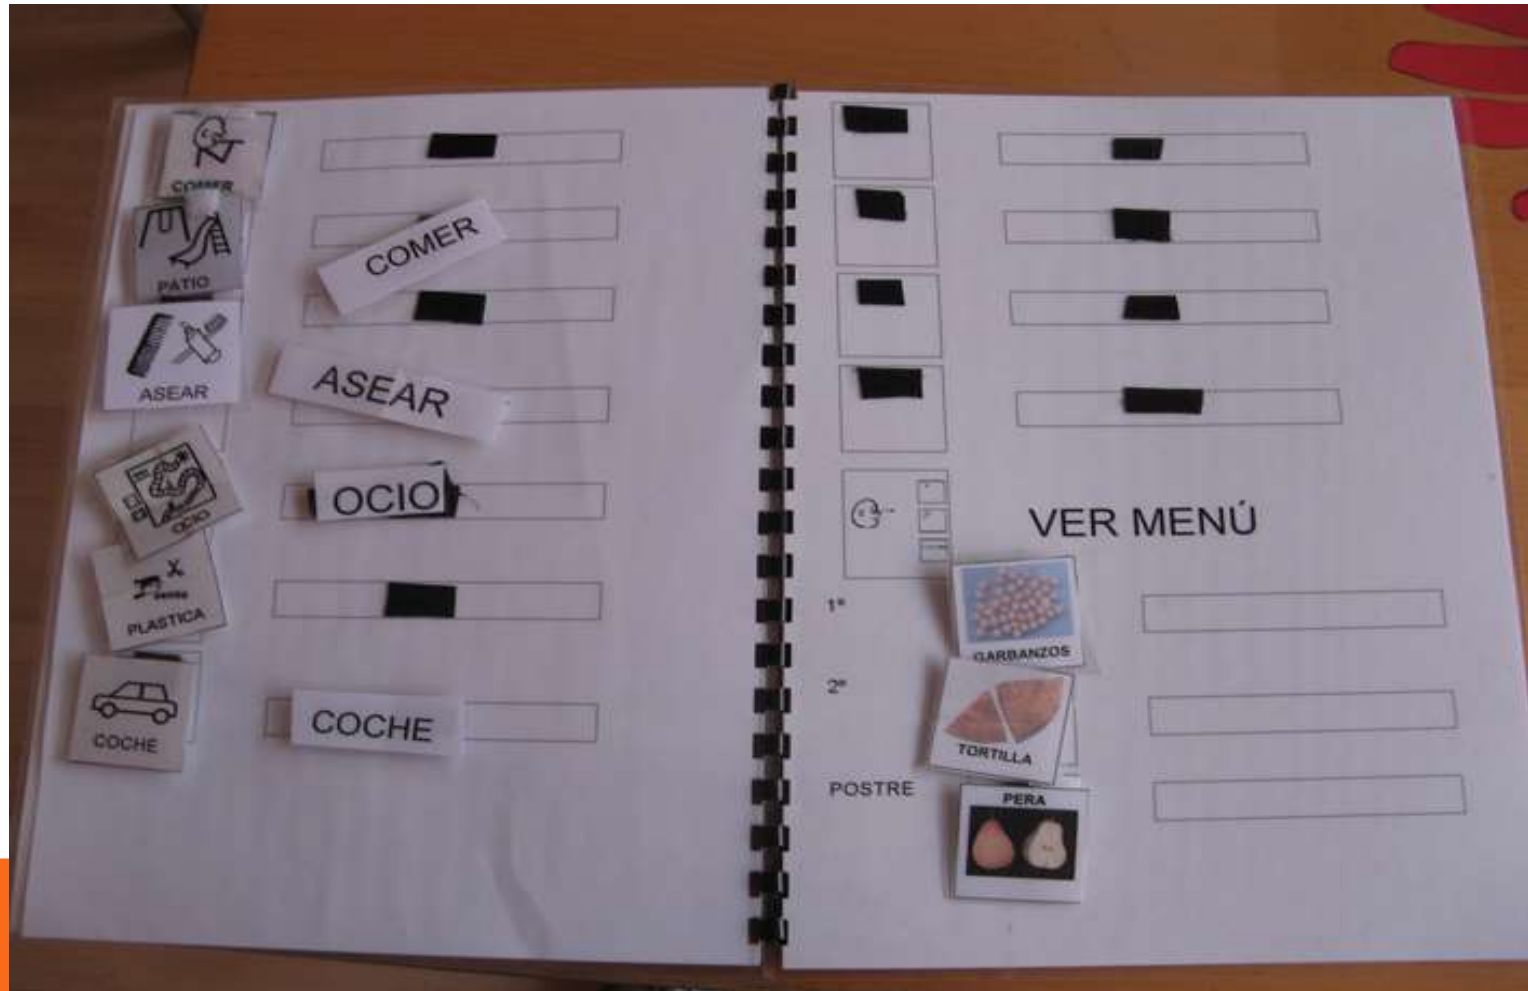 COMER
PATIO
COMER
ASEAR
ASEAR
OCIO
OCIO
PLASTICA
COCHE
COCHE
VER MENÚ
1º
GARBANZOS
2º
TORTILLA
POSTRE
PERA